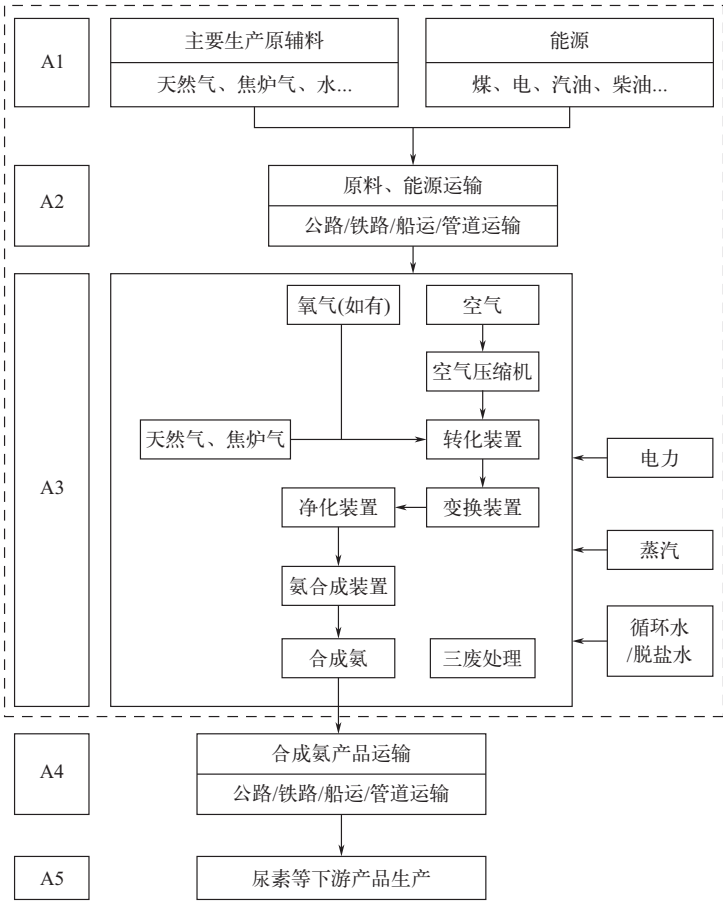 A1
主要生产原辅料
天然气、焦炉气、水...
能源
煤、电、汽油、柴油...
A2
原料、能源运输
公路/铁路/船运/管道运输
A3
氧气(如有)
空气
空气压缩机
天然气、焦炉气
转化装置
电力
净化装置
变换装置
蒸汽
氨合成装置
合成氨
三废处理
循环水
/脱盐水
A4
合成氨产品运输
公路/铁路/船运/管道运输
A5
尿素等下游产品生产